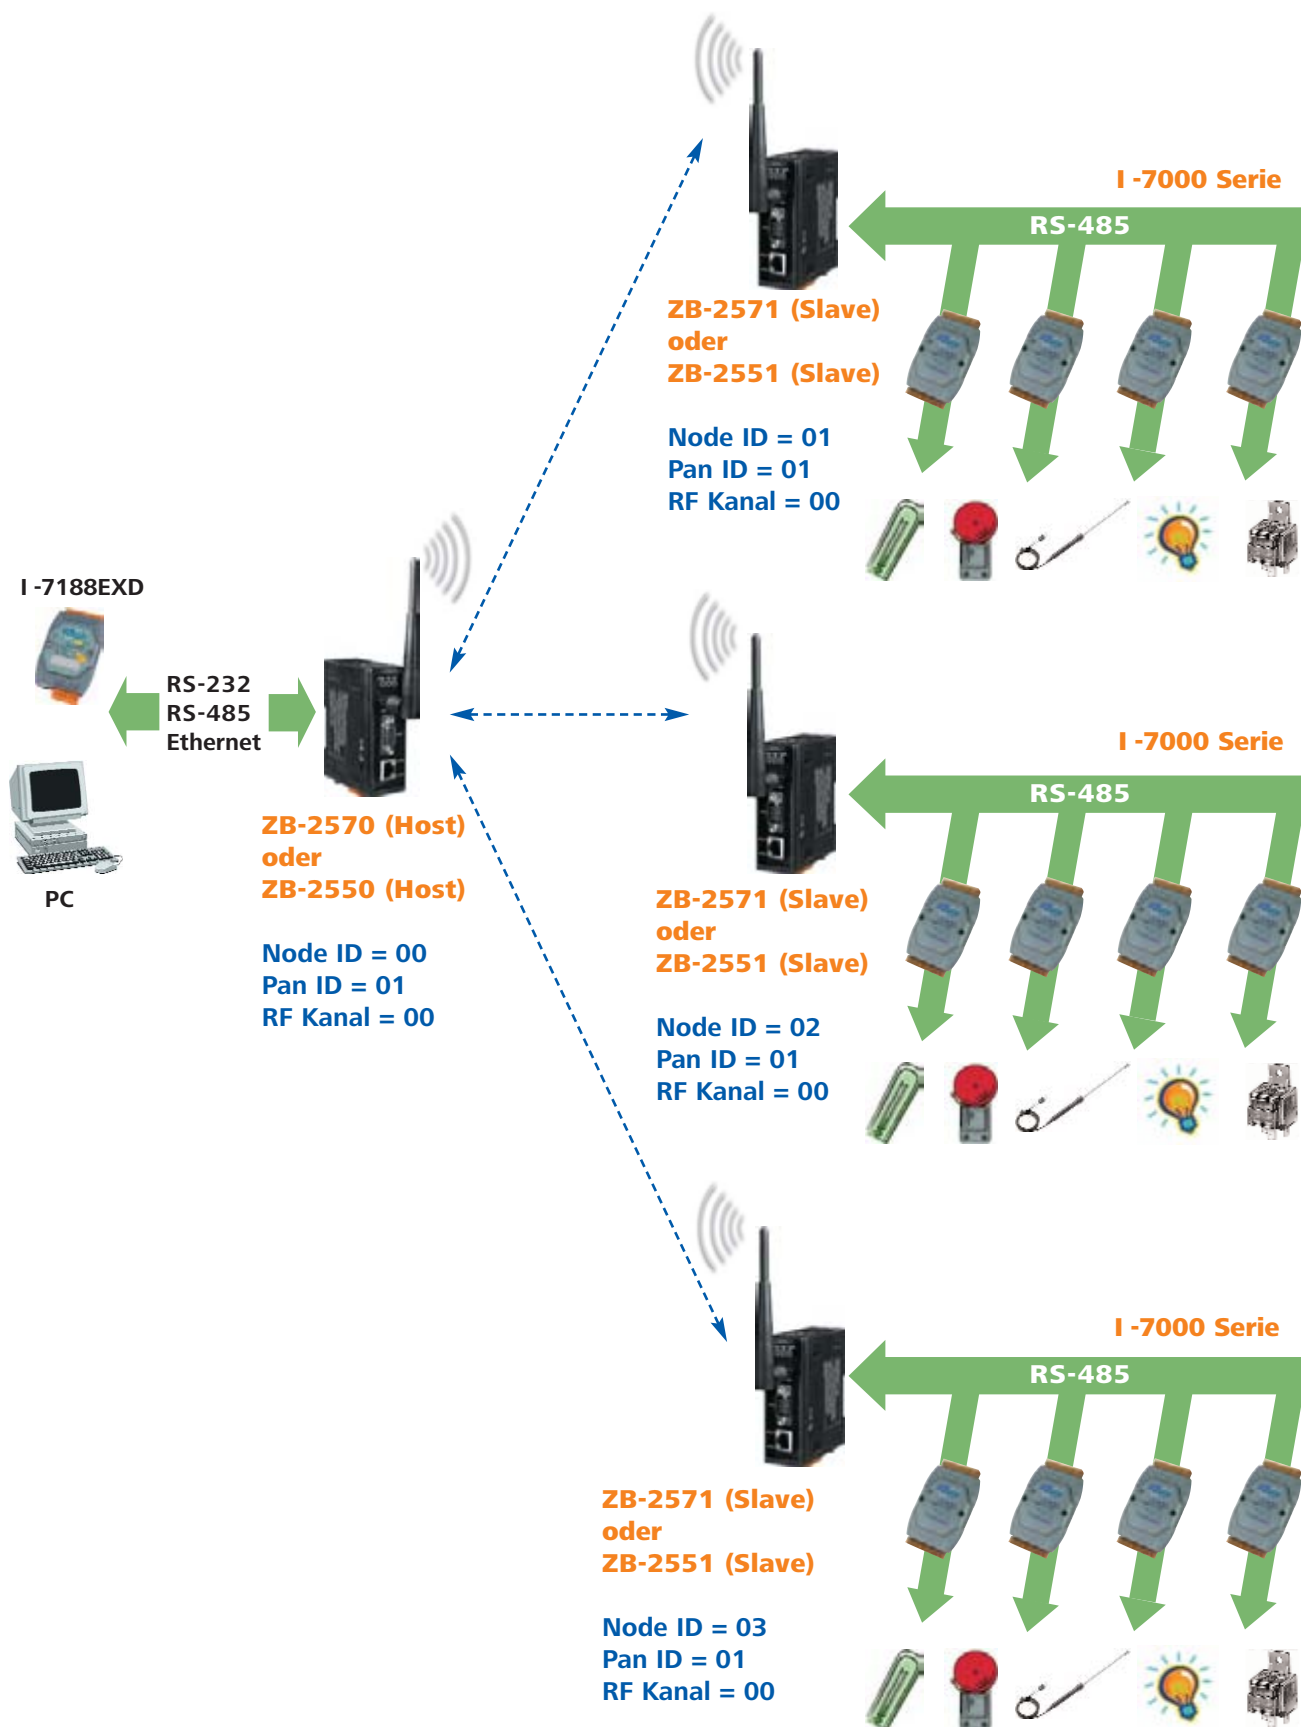 I -7000 Serie
RS-485
ZB-2571 (Slave)
oder
ZB-2551 (Slave)
Node ID = 01
Pan ID = 01
RF Kanal = 00
I -7188EXD
RS-232
RS-485
Ethernet
PC
ZB-2570 (Host)
oder
ZB-2550 (Host)
Node ID = 00
Pan ID = 01
RF Kanal = 00
I -7000 Serie
RS-485
ZB-2571 (Slave)
oder
ZB-2551 (Slave)
Node ID = 02
Pan ID = 01
RF Kanal = 00
I -7000 Serie
RS-485
ZB-2571 (Slave)
oder
ZB-2551 (Slave)
Node ID = 03
Pan ID = 01
RF Kanal = 00